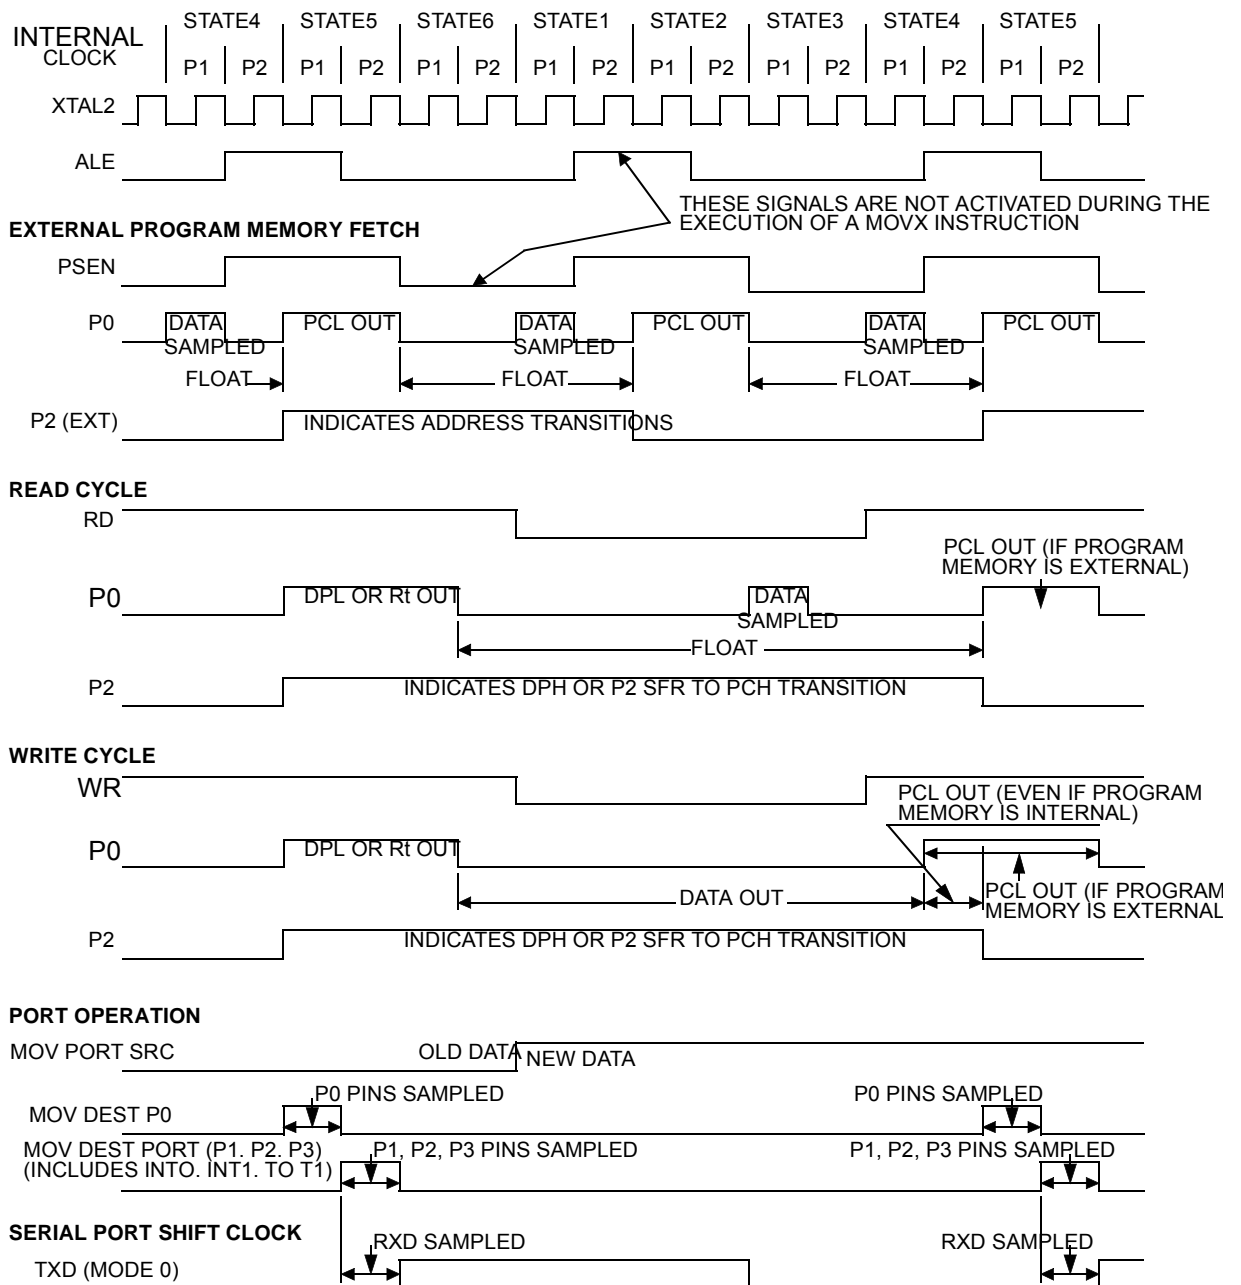 STATE4 STATE5 STATE6 STATE1 STATE2 STATE3 STATE4 STATE5
INTERNAL
CLOCK
P1 P2 P1 P2 P1 P2 P1 P2 P1 P2 P1 P2 P1 P2 P1 P2
XTAL2
ALE
THESE SIGNALS ARE NOT ACTIVATED DURING THE
EXECUTION OF A MOVX INSTRUCTION
EXTERNAL PROGRAM MEMORY FETCH
PSEN
P0 DATA PCL OUT DATA PCL OUT DATA PCL OUT
SAMPLED SAMPLED SAMPLED
FLOAT FLOAT FLOAT
P2 (EXT) INDICATES ADDRESS TRANSITIONS
READ CYCLE
RD
PCL OUT (IF PROGRAM
MEMORY IS EXTERNAL)
P0 DPL OR Rt OUT DATA
SAMPLED
FLOAT
P2 INDICATES DPH OR P2 SFR TO PCH TRANSITION
WRITE CYCLE
WR
PCL OUT (EVEN IF PROGRAM
MEMORY IS INTERNAL)
P0 DPL OR Rt OUT
DATA OUT PCL OUT (IF PROGRAM
MEMORY IS EXTERNAL
P2 INDICATES DPH OR P2 SFR TO PCH TRANSITION
PORT OPERATION
MOV PORT SRC OLD DATA NEW DATA
P0 PINS SAMPLED P0 PINS SAMPLED
MOV DEST P0
MOV DEST PORT (P1. P2. P3) P1, P2, P3 PINS SAMPLED P1, P2, P3 PINS SAMPLED
(INCLUDES INTO. INT1. TO T1)
SERIAL PORT SHIFT CLOCK
RXD SAMPLED RXD SAMPLED
TXD (MODE 0)